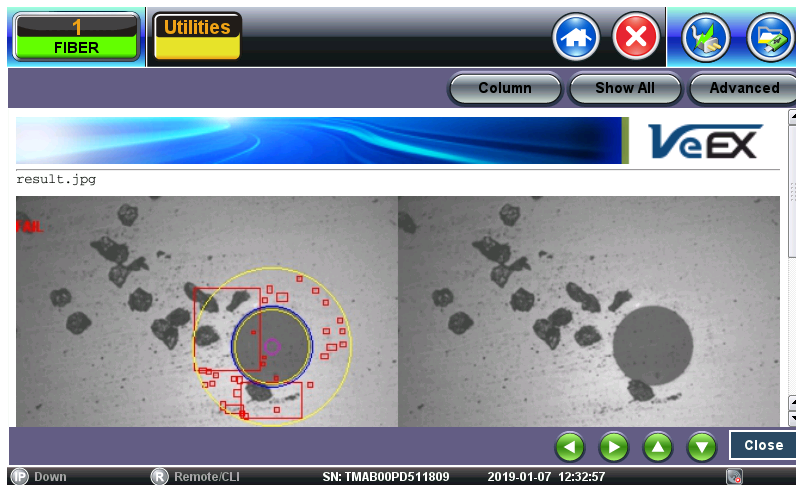 1
FIBER
Utilities
Column
Show All
Advanced
VeEX
result.jpg
FAIL
Close
IP Down
R Remote/CLI
SN: TMAB00PD511809
2019-01-07 12:32:57